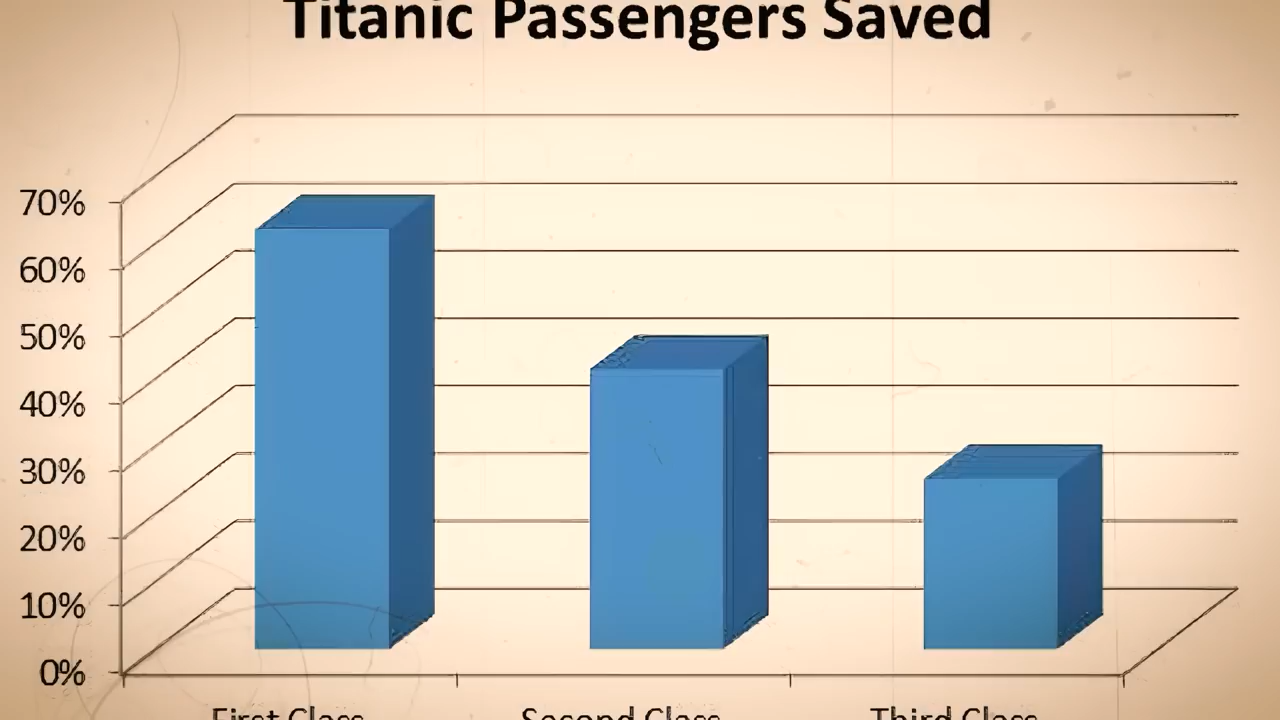 Titanic Passengers Saved
70%
60%
50%
40%
30%
20%
10%
0%
First Class
Second Class
Third Class